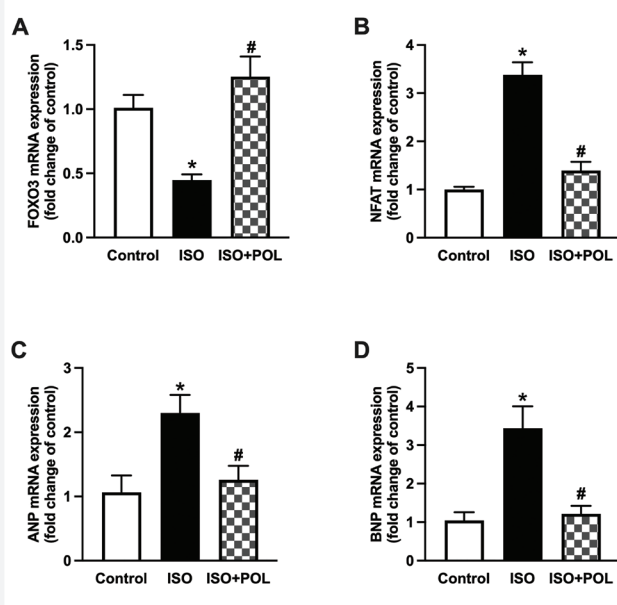 A
FOXO3 mRNA expression
(fold change of control)
1.5
1.0
0.5
0.0
*
#
Control ISO ISO+POL
B
NFAT mRNA expression
(fold change of control)
4
3
2
1
0
*
#
Control ISO ISO+POL
C
ANP mRNA expression
(fold change of control)
3
2
1
0
*
#
Control ISO ISO+POL
D
BNP mRNA expression
(fold change of control)
5
4
3
2
1
0
*
#
Control ISO ISO+POL